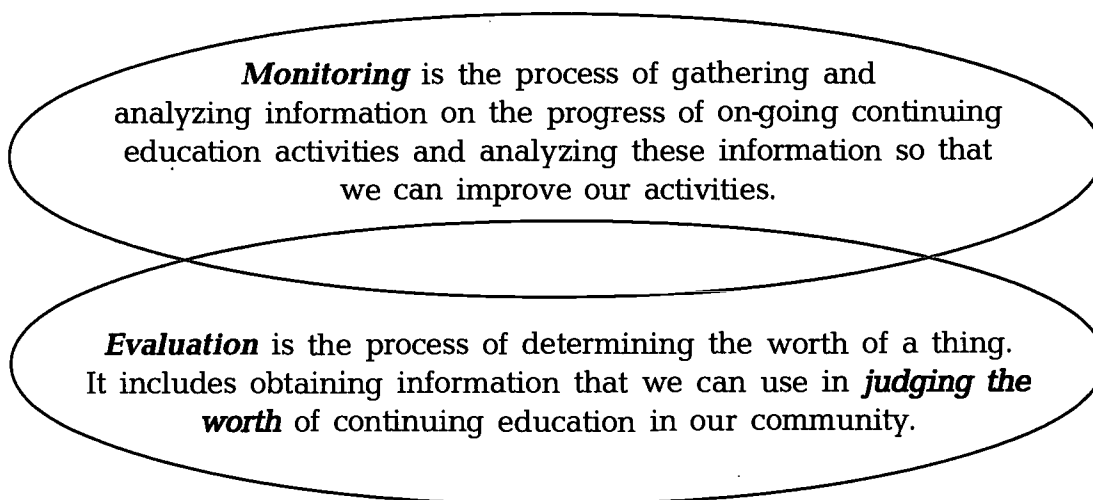 Monitoring is the process of gathering and
analyzing information on the progress of on-going continuing
education activities and analyzing these information so that
we can improve our activities.
Evaluation is the process of determining the worth of a thing.
It includes obtaining information that we can use in judging the
worth of continuing education in our community.